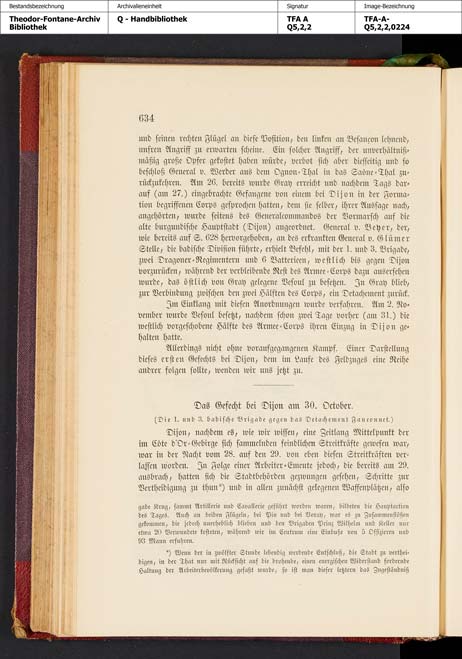 Bestandsbezeichnung
Archivalieneinheit
Signatur
Image-Bezeichnung
Theodor-Fontane-Archiv
Bibliothek
Q - Handbibliothek
TFA A
Q5,2,2
TFA-A-
Q5,2,2,0224
634
und seinen rechten Flügel an diese Position, den linken an Besançon lehnend,
unsren Angriff zu erwarten scheine. Ein solcher Angriff, der unverhältniß-
mäßig große Opfer gekostet haben würde, verbot sich aber diesseitig und so
beschloß General v. Werder aus dem Ognon-Thal in das Saône-Thal zu-
rückzukehren. Am 26. bereits wurde Gray erreicht und nachdem Tags dar-
auf (am 27.) eingebrachte Gefangene von einem bei Dijon in der Forma-
tion begriffenen Corps gesprochen hatten, dem sie selber, ihrer Aussage nach,
angehörten, wurde seitens des Generalcommandos der Vormarsch auf die
alte burgundische Hauptstadt (Dijon) angeordnet. General v. Beyer, der,
wie bereits auf S. 628 hervorgehoben, an des erkrankten General v. Glümer
Stelle, die badische Division führte, erhielt Befehl, mit der 1. und 3. Brigade,
zwei Dragoner-Regimentern und 6 Batterieen, westlich bis gegen Dijon
vorzurücken, während der verbleibende Rest des Armee-Corps dazu ausersehen
wurde, das östlich von Gray gelegene Vesoul zu besetzen. In Gray blieb,
zur Verbindung zwischen den zwei Hälften des Corps, ein Detachement zurück.
Im Einklang mit diesen Anordnungen wurde verfahren. Am 2. No-
vember wurde Vesoul besetzt, nachdem schon zwei Tage vorher (am 31.) die
westlich vorgeschobene Hälfte des Armee-Corps ihren Einzug in Dijon ge-
halten hatte.
Allerdings nicht ohne voraufgegangenen Kampf. Einer Darstellung
dieses ersten Gefechts bei Dijon, dem im Laufe des Feldzuges eine Reihe
andrer folgen sollte, wenden wir uns jetzt zu.
Das Gefecht bei Dijon am 30. October.
(Die 1. und 3. badische Brigade gegen das Detachement Fauconnet.)
Dijon, nachdem es, wie wir wissen, eine Zeitlang Mittelpunkt der
im Côte d'Or-Gebirge sich sammelnden feindlichen Streitkräfte gewesen war,
war in der Nacht vom 28. auf den 29. von eben diesen Streitkräften ver-
lassen worden. In Folge einer Arbeiter-Emeute jedoch, die bereits am 29.
ausbrach, hatten sich die Stadtbehörden gezwungen gesehen, Schritte zur
Vertheidigung zu thun*) und in allen zunächst gelegenen Waffenplätzen, also
gade Krug, sammt Artillerie und Cavallerie geführt worden waren, bildeten die Hauptaction
des Tages. Auch an beiden Flügeln, bei Pin und bei Voray, war es zu Zusammenstößen
gekommen, die jedoch unerheblich blieben und den Brigaden Prinz Wilhelm und Keller nur
etwa 20 Verwundete kosteten, während wir im Centrum eine Einbuße von 5 Offizieren und
93 Mann erfuhren.
*) Wenn der in zwölfter Stunde lebendig werdende Entschluß, die Stadt zu verthei-
digen, in der That nur mit Rücksicht auf die drohende, einen energischen Widerstand fordernde
Haltung der Arbeiterbevölkerung gefaßt wurde, so ist man dieser letztern das Zugeständniß